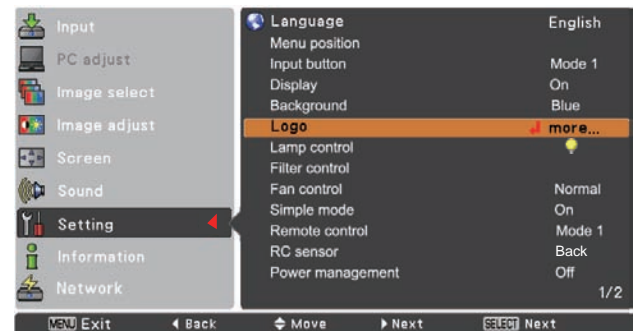 Input
PC adjust
Image select
Image adjust
Screen
Sound
Setting
Information
Network
Language English
Menu position
Input button Mode 1
Display On
Background Blue
Logo more...
Lamp control
Filter control
Fan control Normal
Simple mode On
Remote control Mode 1
RC sensor Back
Power management Off
1/2
MENU Exit Back Move Next SELECT Next